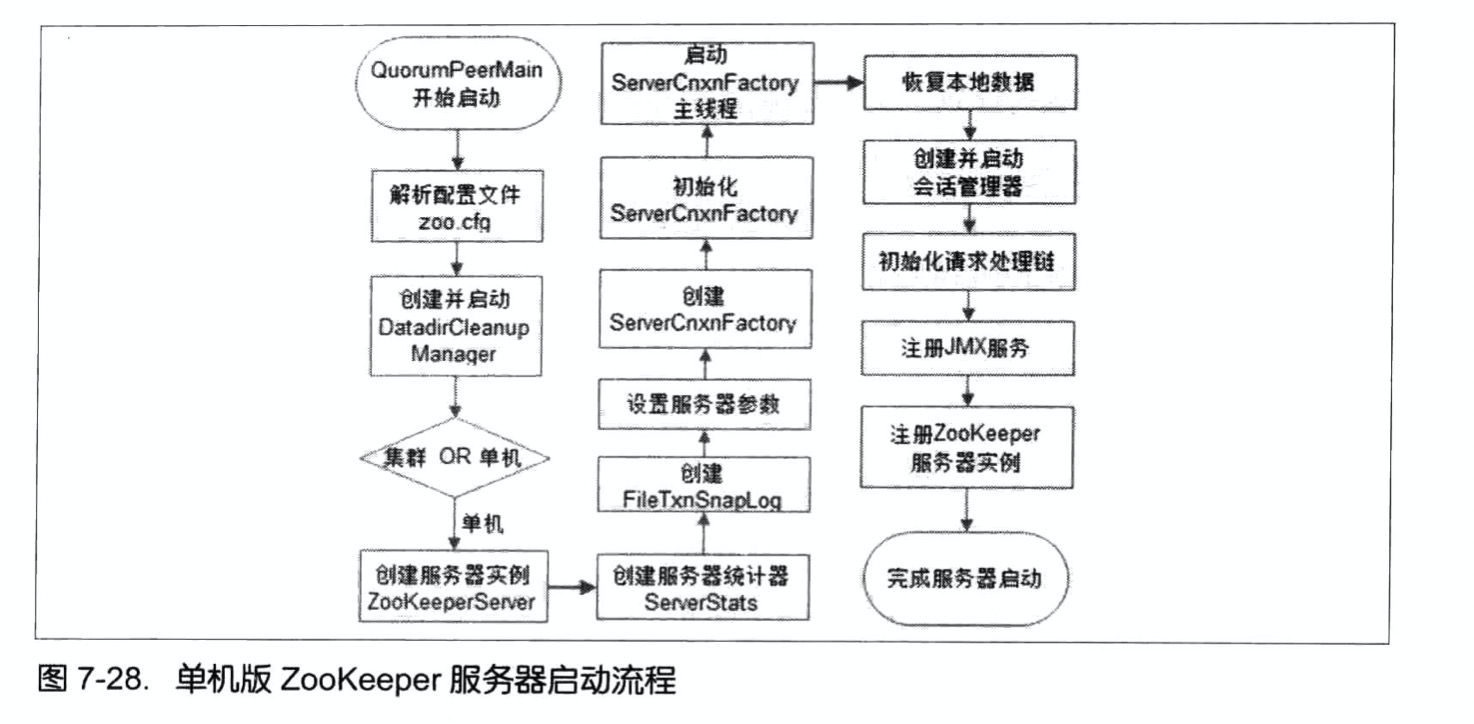 QuorumPeerMain
开始启动
解析配置文件
zoo.cfg
创建并启动
DatadirCleanup
Manager
集群 OR 单机
单机
创建服务器实例
ZooKeeperServer
创建服务器统计器
ServerStats
创建
FileTxnSnapLog
设置服务器参数
创建
ServerCnxnFactory
初始化
ServerCnxnFactory
启动
ServerCnxnFactory
主线程
恢复本地数据
创建并启动
会话管理器
初始化请求处理链
注册JMX服务
注册ZooKeeper
服务器实例
完成服务器启动
图 7-28. 单机版 ZooKeeper 服务器启动流程